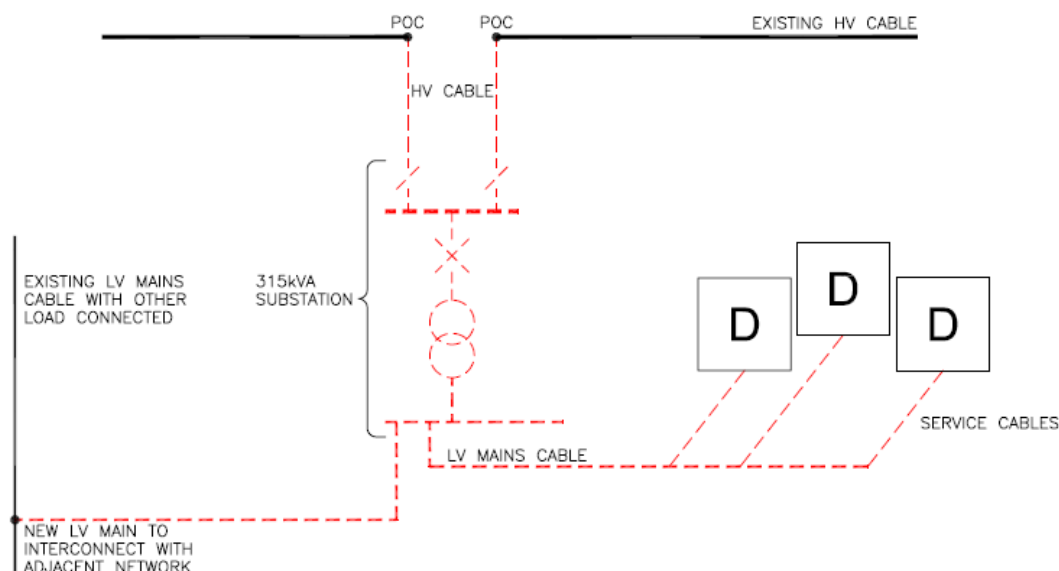 POC
POC
EXISTING HV CABLE
HV CABLE
EXISTING LV MAINS
CABLE WITH OTHER
LOAD CONNECTED
315kVA
SUBSTATION
D
D
D
SERVICE CABLES
LV MAINS CABLE
NEW LV MAIN TO
INTERCONNECT WITH
ADJACENT NETWORK